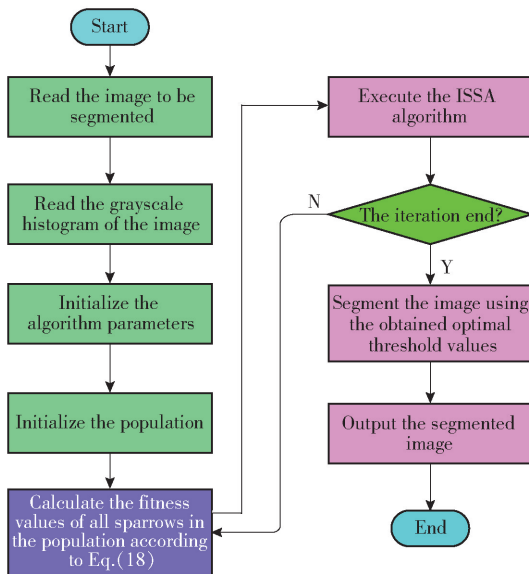 Start
Read the image to be
segmented
Read the grayscale
histogram of the image
Initialize the
algorithm parameters
Initialize the population
Calculate the fitness
values of all sparrows in
the population according
to Eq.(18)
Execute the ISSA
algorithm
The iteration end?
N
Y
Segment the image using
the obtained optimal
threshold values
Output the segmented
image
End